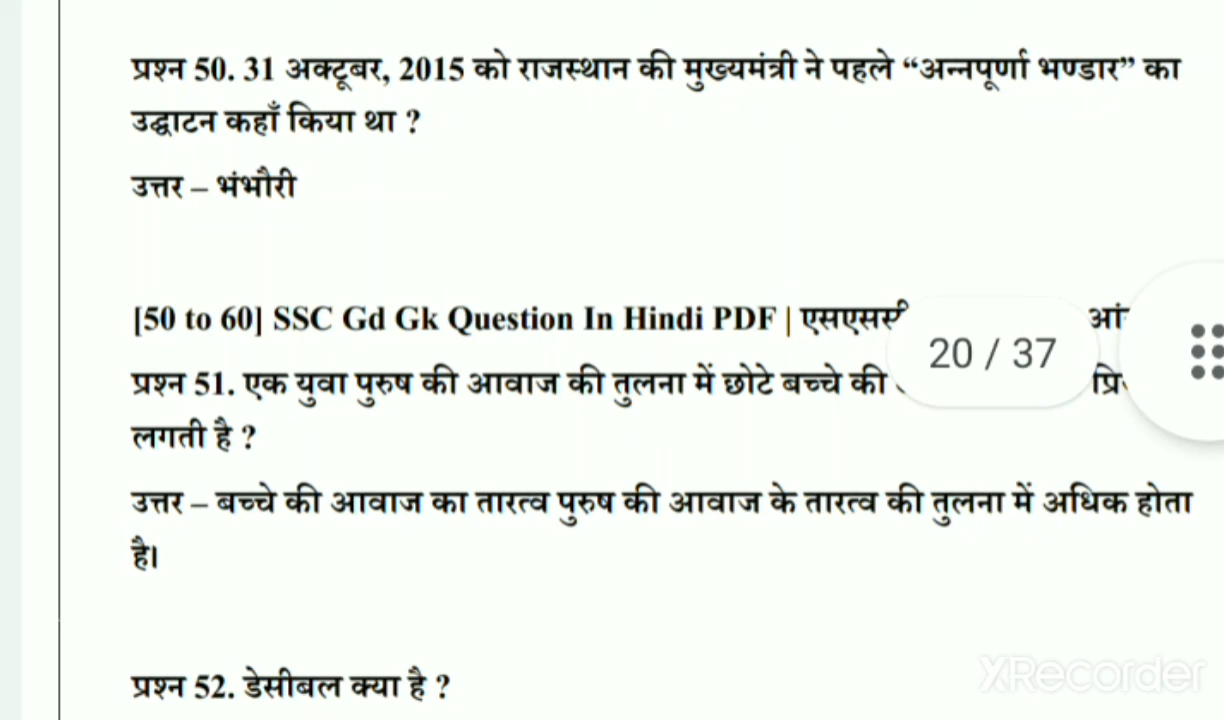 प्रश्न 50. 31 अक्टूबर, 2015 को राजस्थान की मुख्यमंत्री ने पहले “अन्नपूर्णा भण्डार” का
उद्घाटन कहाँ किया था ?
उत्तर – भंभौरी
[50 to 60] SSC Gd Gk Question In Hindi PDF |
20 / 37
प्रश्न 51. एक युवा पुरुष की आवाज की तुलना में छोटे बच्चे की
लगती है ?
उत्तर – बच्चे की आवाज का तारत्व पुरुष की आवाज के तारत्व की तुलना में अधिक होता
है।
प्रश्न 52. डेसीबल क्या है ?
XRecorder